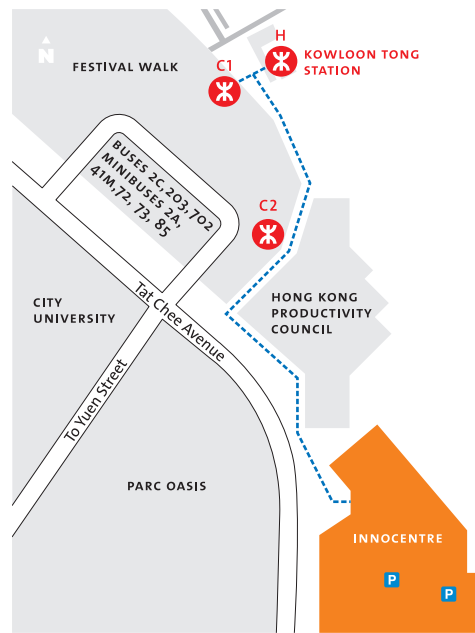 H
C1
KOWLOON TONG
STATION
N
FESTIVAL WALK
BUSES 2C, 203, 702
MINIBUSES 2A,
41M,72, 73, 85
C2
CITY
UNIVERSITY
Tat Chee Avenue
HONG KONG
PRODUCTIVITY
COUNCIL
To Yuen Street
PARC OASIS
INNOCENTRE
P
P